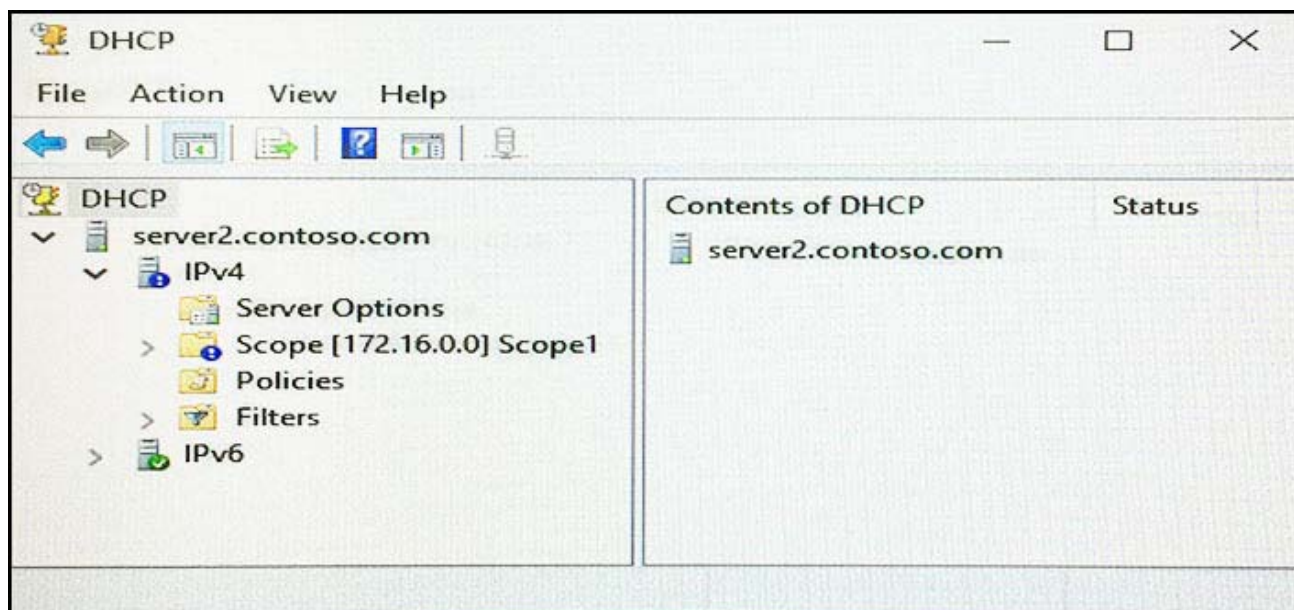 DHCP
File Action View Help
DHCP
server2.contoso.com
IPv4
Server Options
Scope [172.16.0.0] Scope1
Policies
Filters
IPv6
Contents of DHCP Status
server2.contoso.com